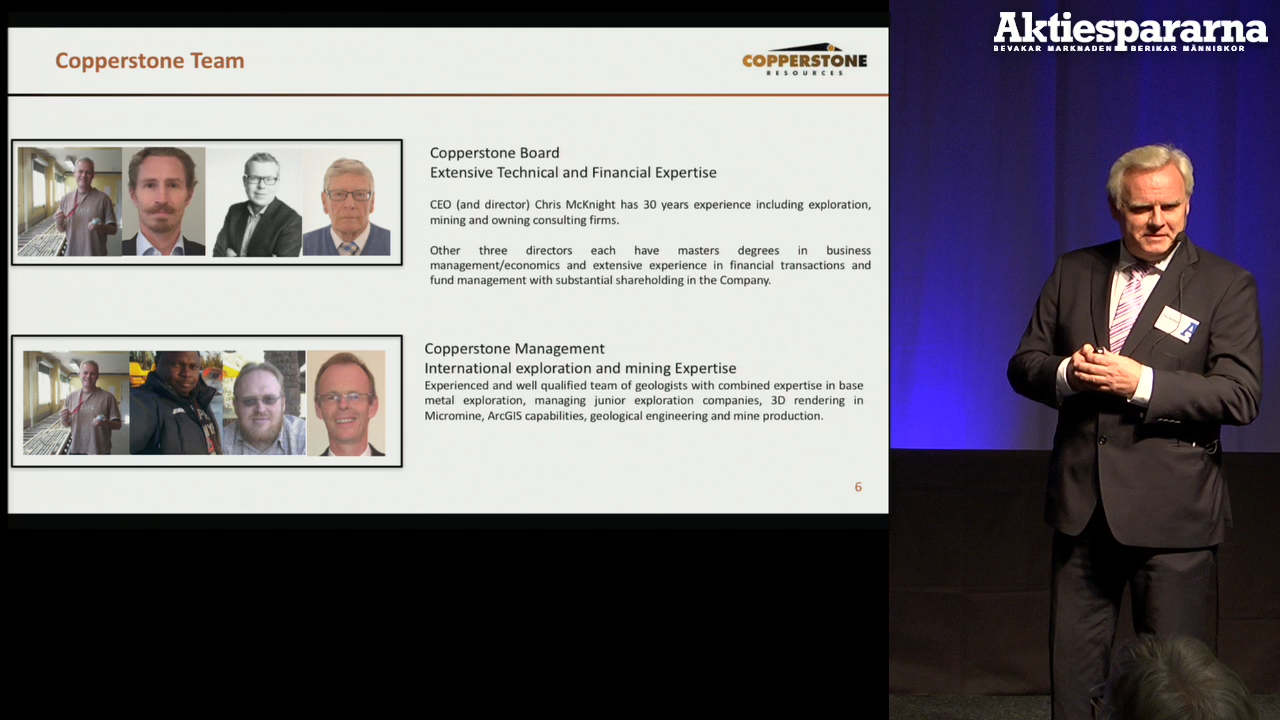 Copperstone Team
COPPERSTONE
RESOURCES
Copperstone Board
Extensive Technical and Financial Expertise
CEO (and director) Chris McKnight has 30 years experience including exploration,
mining and owning consulting firms.
Other three directors each have masters degrees in business
management/economics and extensive experience in financial transactions and
fund management with substantial shareholding in the Company.
Copperstone Management
International exploration and mining Expertise
Experienced and well qualified team of geologists with combined expertise in base
metal exploration, managing junior exploration companies, 3D rendering in
Micromine, ArcGIS capabilities, geological engineering and mine production.
6
Aktiespararna
BEVAKAR MARKNADEN BERIKAR MÄNNISKOR
A